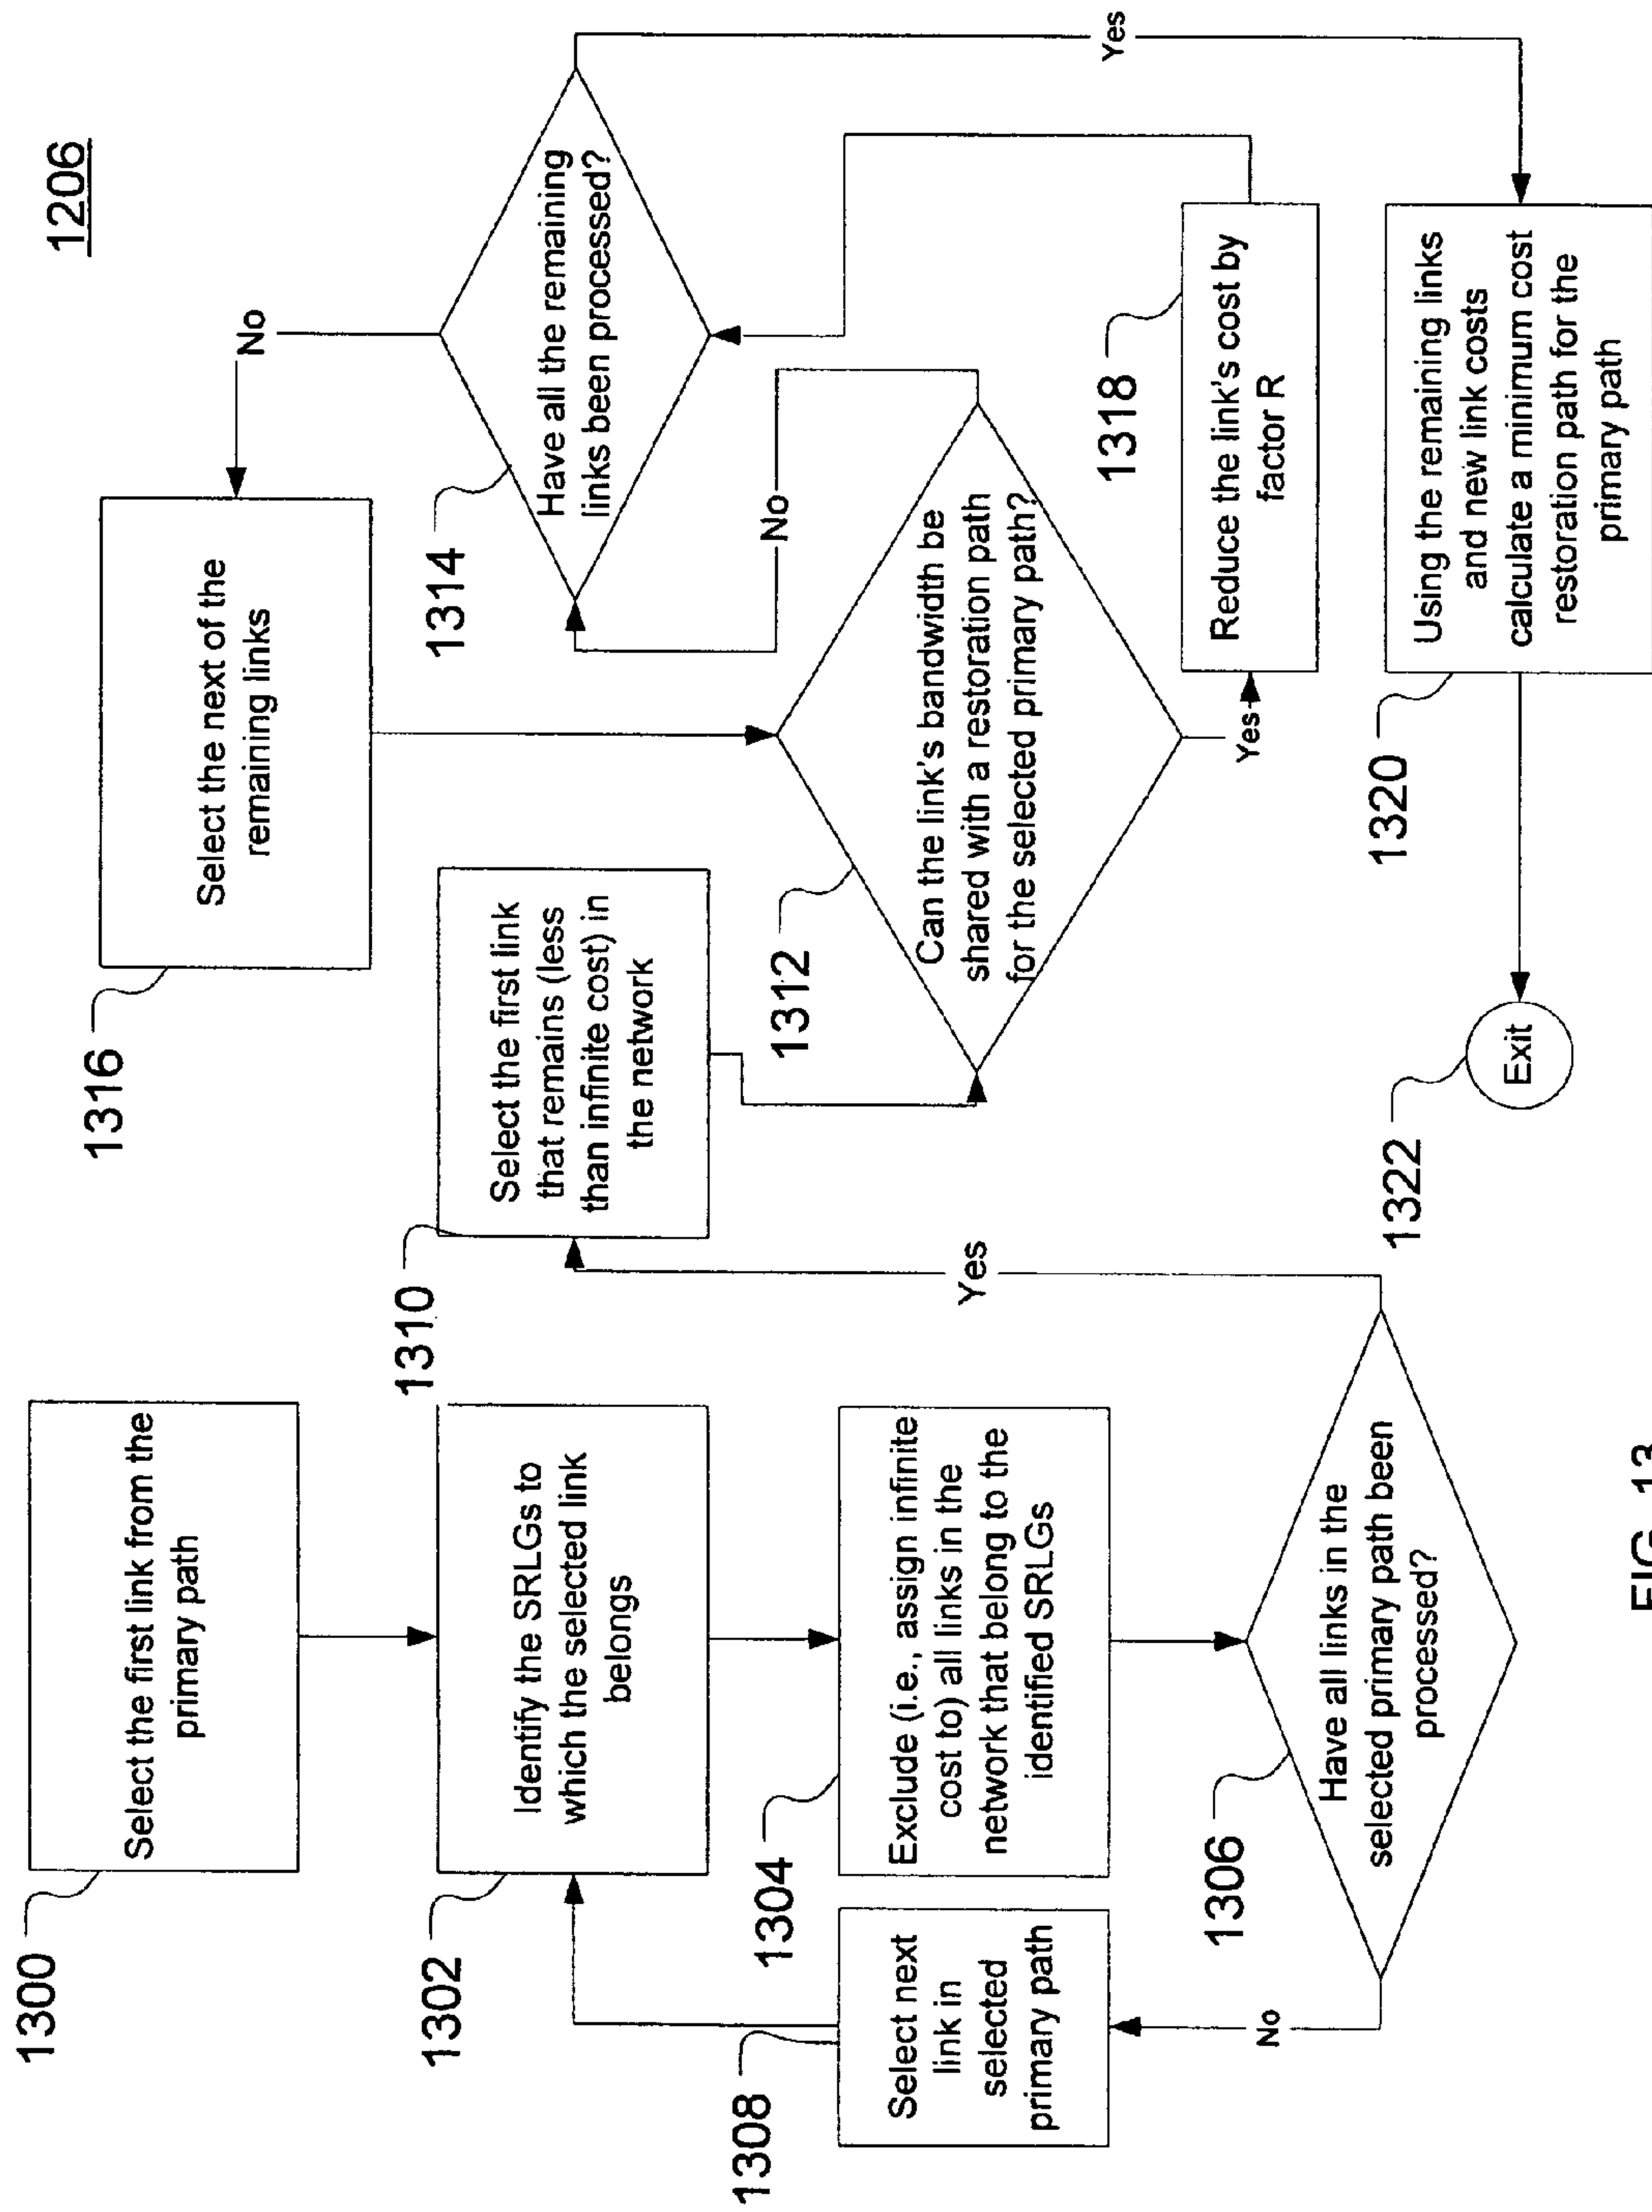 1206
1300
Select the first link from the
primary path
1302
Identify the SRLGs to
which the selected link
belongs
1304
Exclude (i.e., assign infinite
cost to) all links in the
network that belong to the
identified SRLGs
1306
Have all links in the
selected primary path been
processed?
No
Yes
1308
Select next
link in
selected
primary path
1310
Select the first link
that remains (less
than infinite cost) in
the network
1312
Can the link's bandwidth be
shared with a restoration path
for the selected primary path?
No
Yes
1314
Have all the remaining
links been processed?
No
Yes
1316
Select the next of the
remaining links
1318
Reduce the link's cost by
factor R
1320
Using the remaining links
and new link costs
calculate a minimum cost
restoration path for the
primary path
1322
Exit
FIG. 13